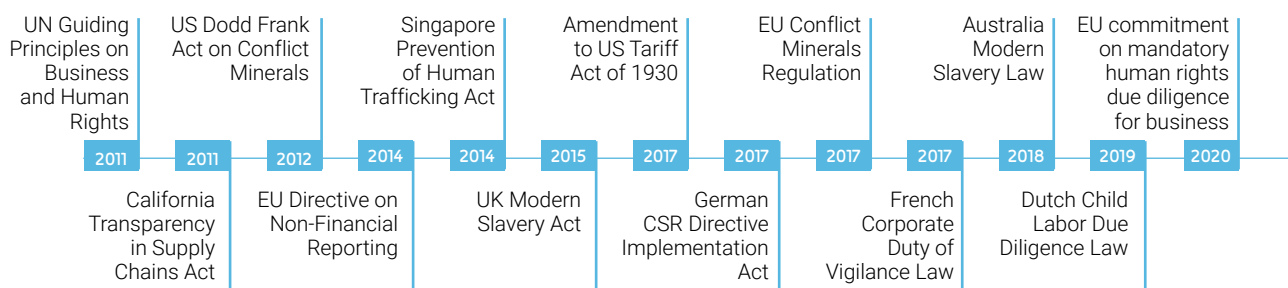 UN Guiding
Principles on
Business
and Human
Rights
US Dodd Frank
Act on Conflict
Minerals
Singapore
Prevention
of Human
Trafficking Act
Amendment
to US Tariff
Act of 1930
EU Conflict
Minerals
Regulation
Australia
Modern
Slavery Law
EU commitment
on mandatory
human rights
due diligence
for business
2011
2011
2012
2014
2014
2015
2017
2017
2017
2017
2018
2019
2020
California
Transparency
in Supply
Chains Act
EU Directive on
Non-Financial
Reporting
UK Modern
Slavery Act
German
CSR Directive
Implementation
Act
French
Corporate
Duty of
Vigilance Law
Dutch Child
Labor Due
Diligence Law